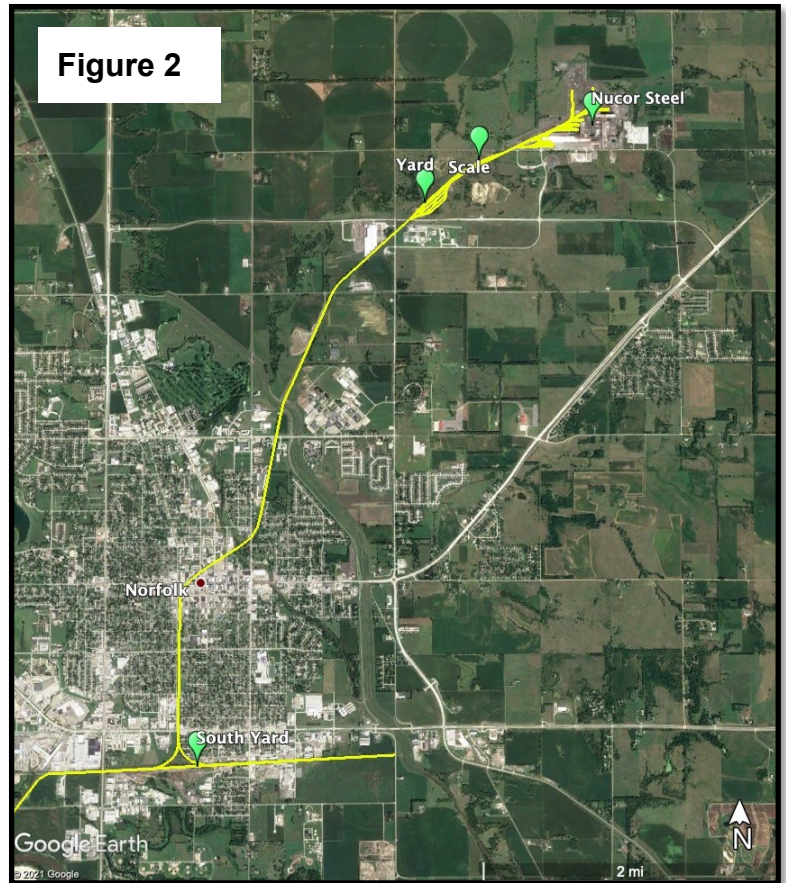 Figure 2
Nucor Steel
Yard
Scale
Norfolk
South Yard
Google Earth
© 2021 Google
2 mi
N